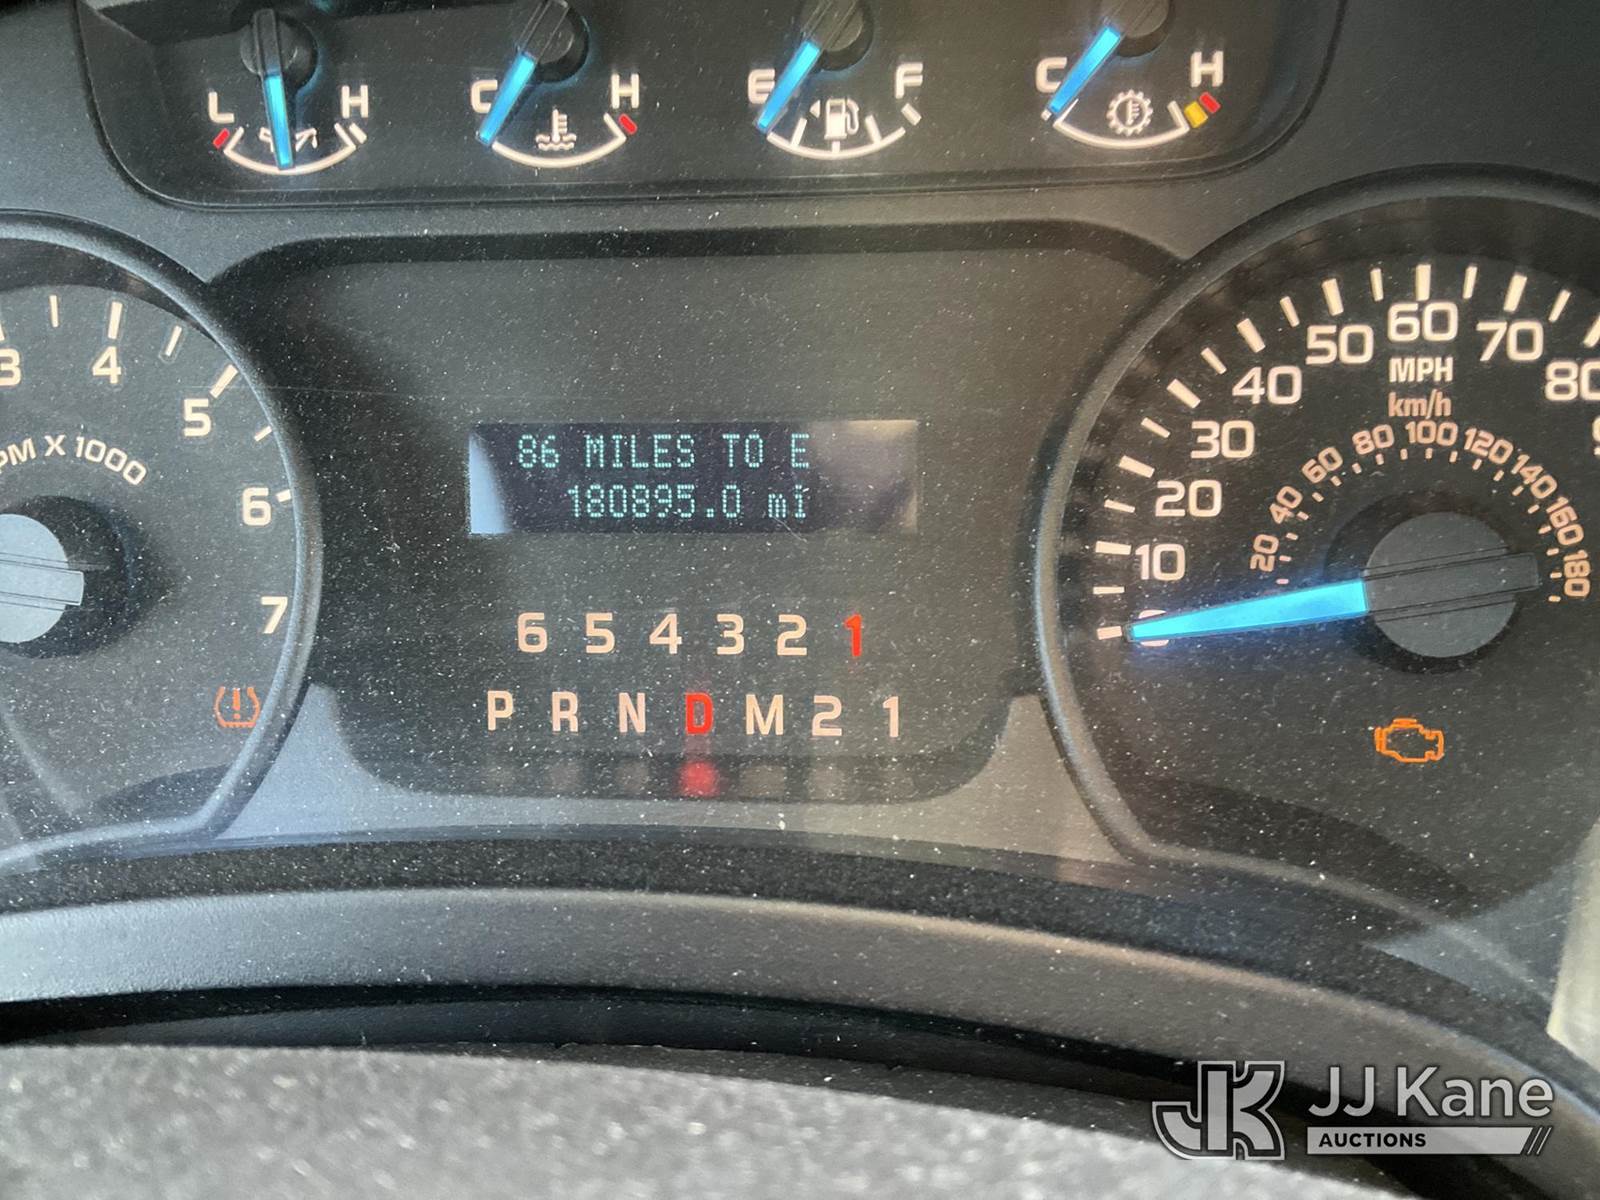 L H C H E F C H
3 4 5 6 7
PM X 1000
86 MILES TO E
180895.0 mi
6 5 4 3 2 1
P R N D M 2 1
10 20 30 40 50 60 70 80
MPH
km/h
20 40 60 80 100 120 140 160 180
JK JJ Kane
AUCTIONS